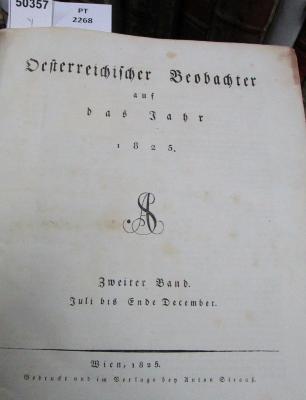 50357
y
PT
2268
Oesterreichischer Beobachter
auf
das Jahr
1825.
AS
Zweiter Band.
Juli bis Ende December.
Wien, 1825.
Gedruckt und im Verlage bey Anton Strauß.